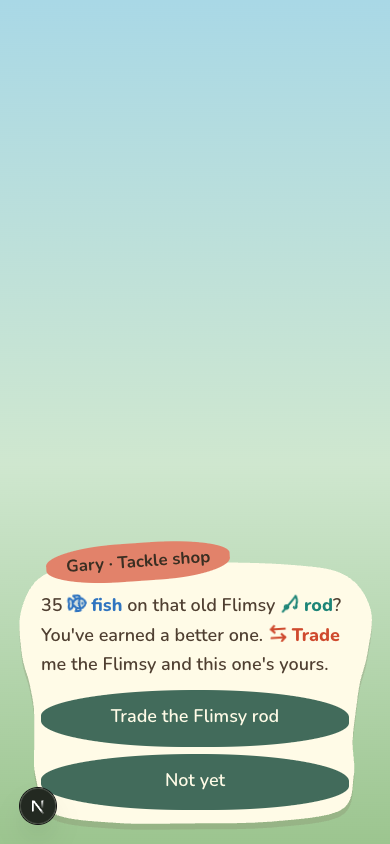 Gary · Tackle shop
35 fish on that old Flimsy rod?
You've earned a better one. Trade
me the Flimsy and this one's yours.
Trade the Flimsy rod
Not yet
N